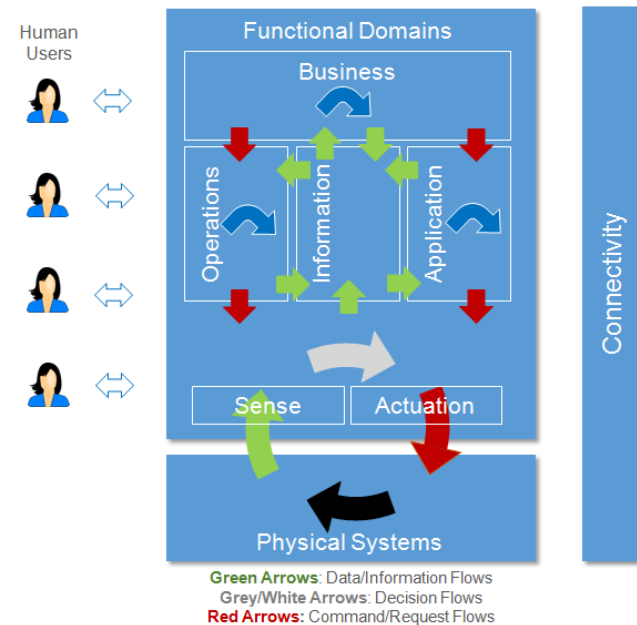 Human
Users
Functional Domains
Business
Operations
Information
Application
Connectivity
Sense
Actuation
Physical Systems
Green Arrows: Data/Information Flows
Grey/White Arrows: Decision Flows
Red Arrows: Command/Request Flows